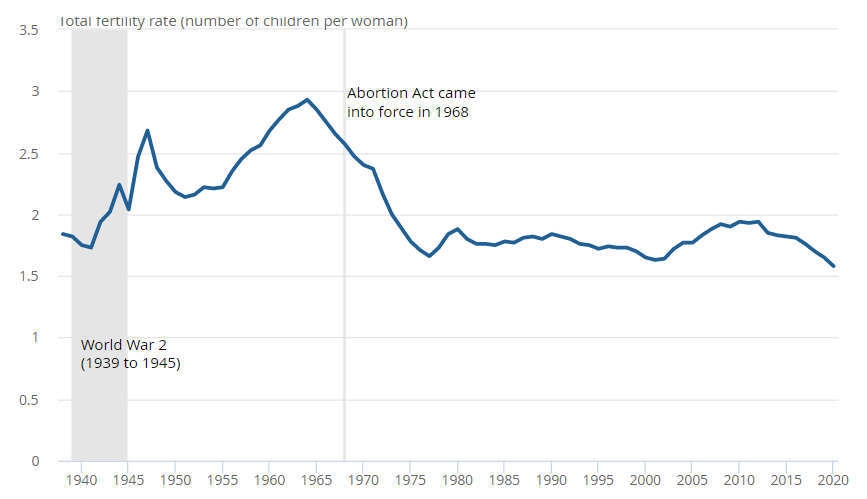 Total fertility rate (number of children per woman)
3.5
3
2.5
2
1.5
1
0.5
0
Abortion Act came
into force in 1968
World War 2
(1939 to 1945)
1940 1945 1950 1955 1960 1965 1970 1975 1980 1985 1990 1995 2000 2005 2010 2015 2020